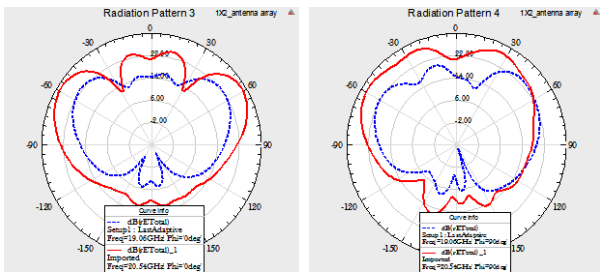 Radiation Pattern 3
1X2_antenna array
0
-30
30
22.00
-60
60
14.00
6.00
-2.00
-90
90
-120
120
-150
150
Curve info
dB(rETotal)
Setup1 : LastAdaptive
Freq=19.06GHz Phi='0deg'
dB(rETotal)_1
Imported
Freq=20.54GHz Phi='0deg'
Radiation Pattern 4
1X2_antenna array
0
-30
30
22.00
-60
60
14.00
6.00
-2.00
-90
90
-120
120
-150
150
Curve info
dB(rETotal)
Setup1 : LastAdaptive
Freq=19.06GHz Phi='90deg'
dB(rETotal)_1
Imported
Freq=20.54GHz Phi='90deg'